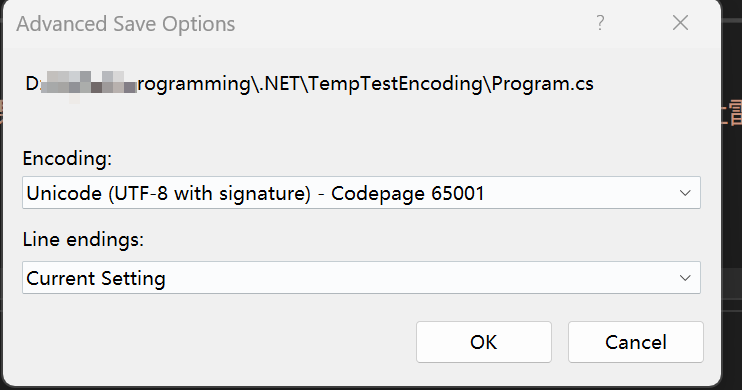 Advanced Save Options
D: rogramming\.NET\TempTestEncoding\Program.cs
Encoding:
Unicode (UTF-8 with signature) - Codepage 65001
Line endings:
Current Setting
OK
Cancel